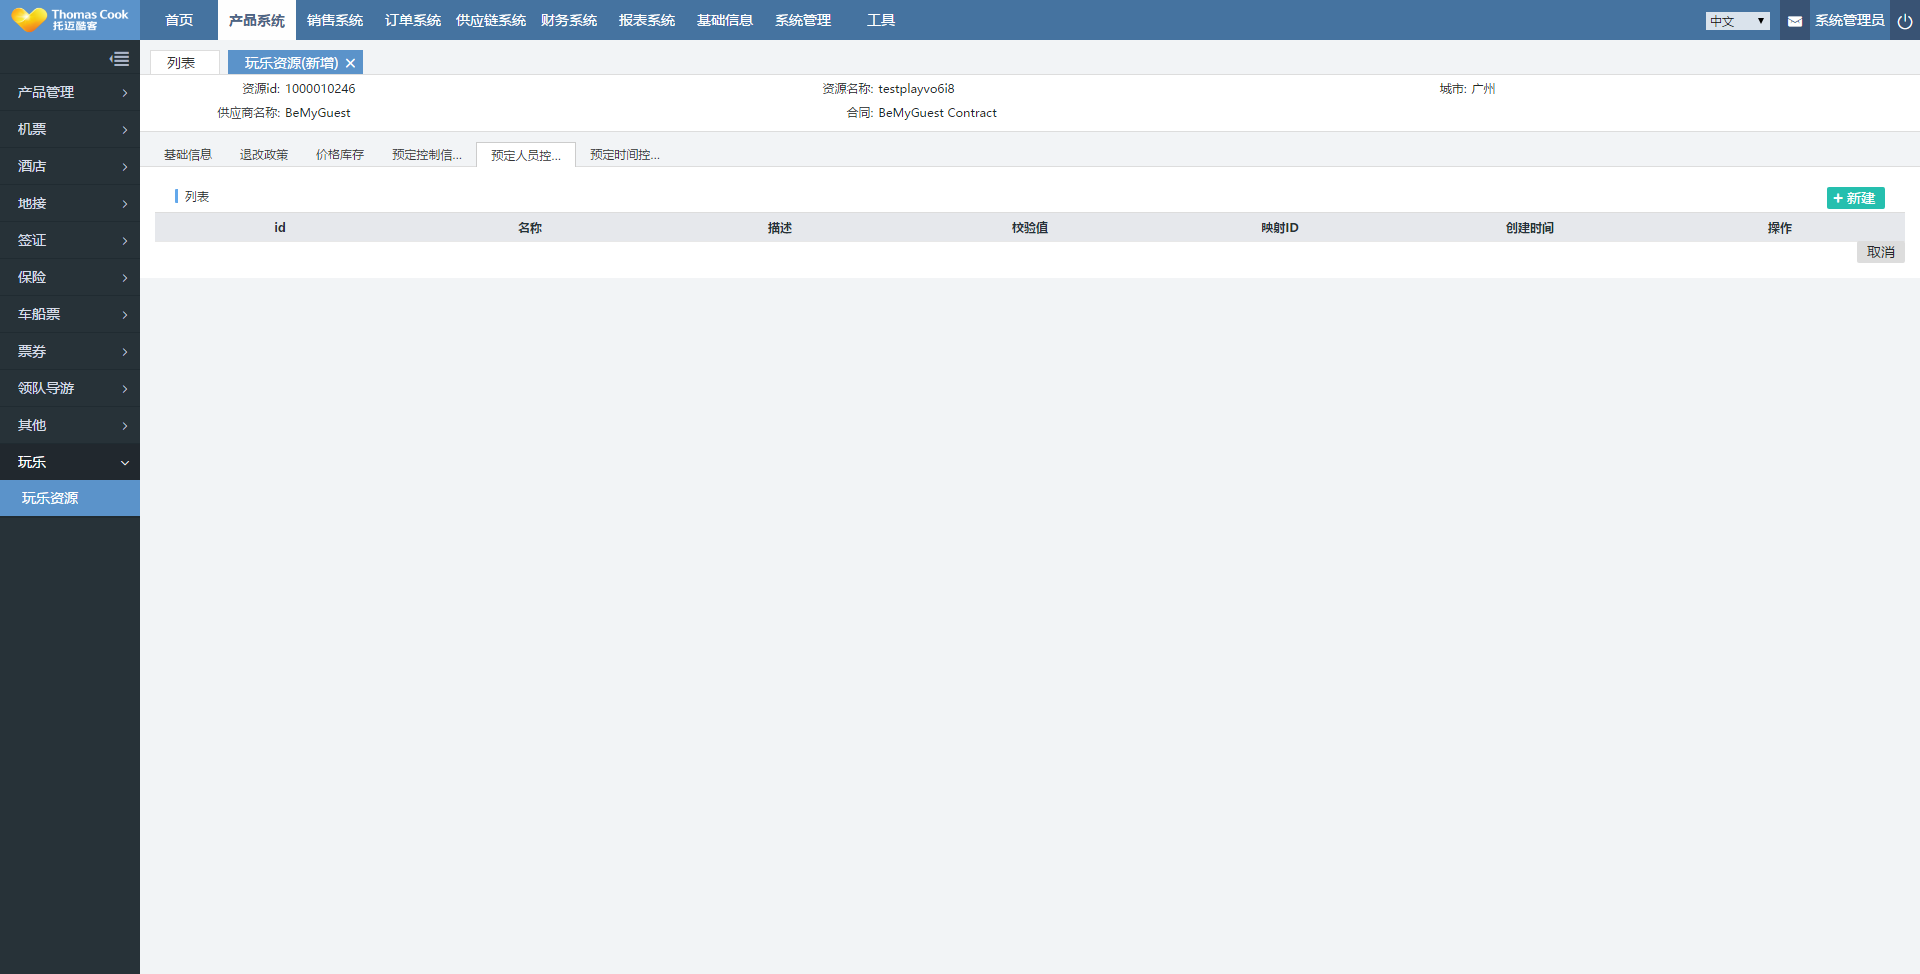 Thomas Cook
托迈酷客
首页 产品系统 销售系统 订单系统 供应链系统 财务系统 报表系统 基础信息 系统管理 工具
中文
系统管理员
产品管理
机票
酒店
地接
签证
保险
车船票
票券
领队导游
其他
玩乐
玩乐资源
列表 玩乐资源(新增)
资源id: 1000010246 资源名称: testplayvo6i8 城市: 广州
供应商名称: BeMyGuest 合同: BeMyGuest Contract
基础信息 退改政策 价格库存 预定控制信... 预定人员控... 预定时间控...
列表
+ 新建
id 名称 描述 校验值 映射ID 创建时间 操作
取消